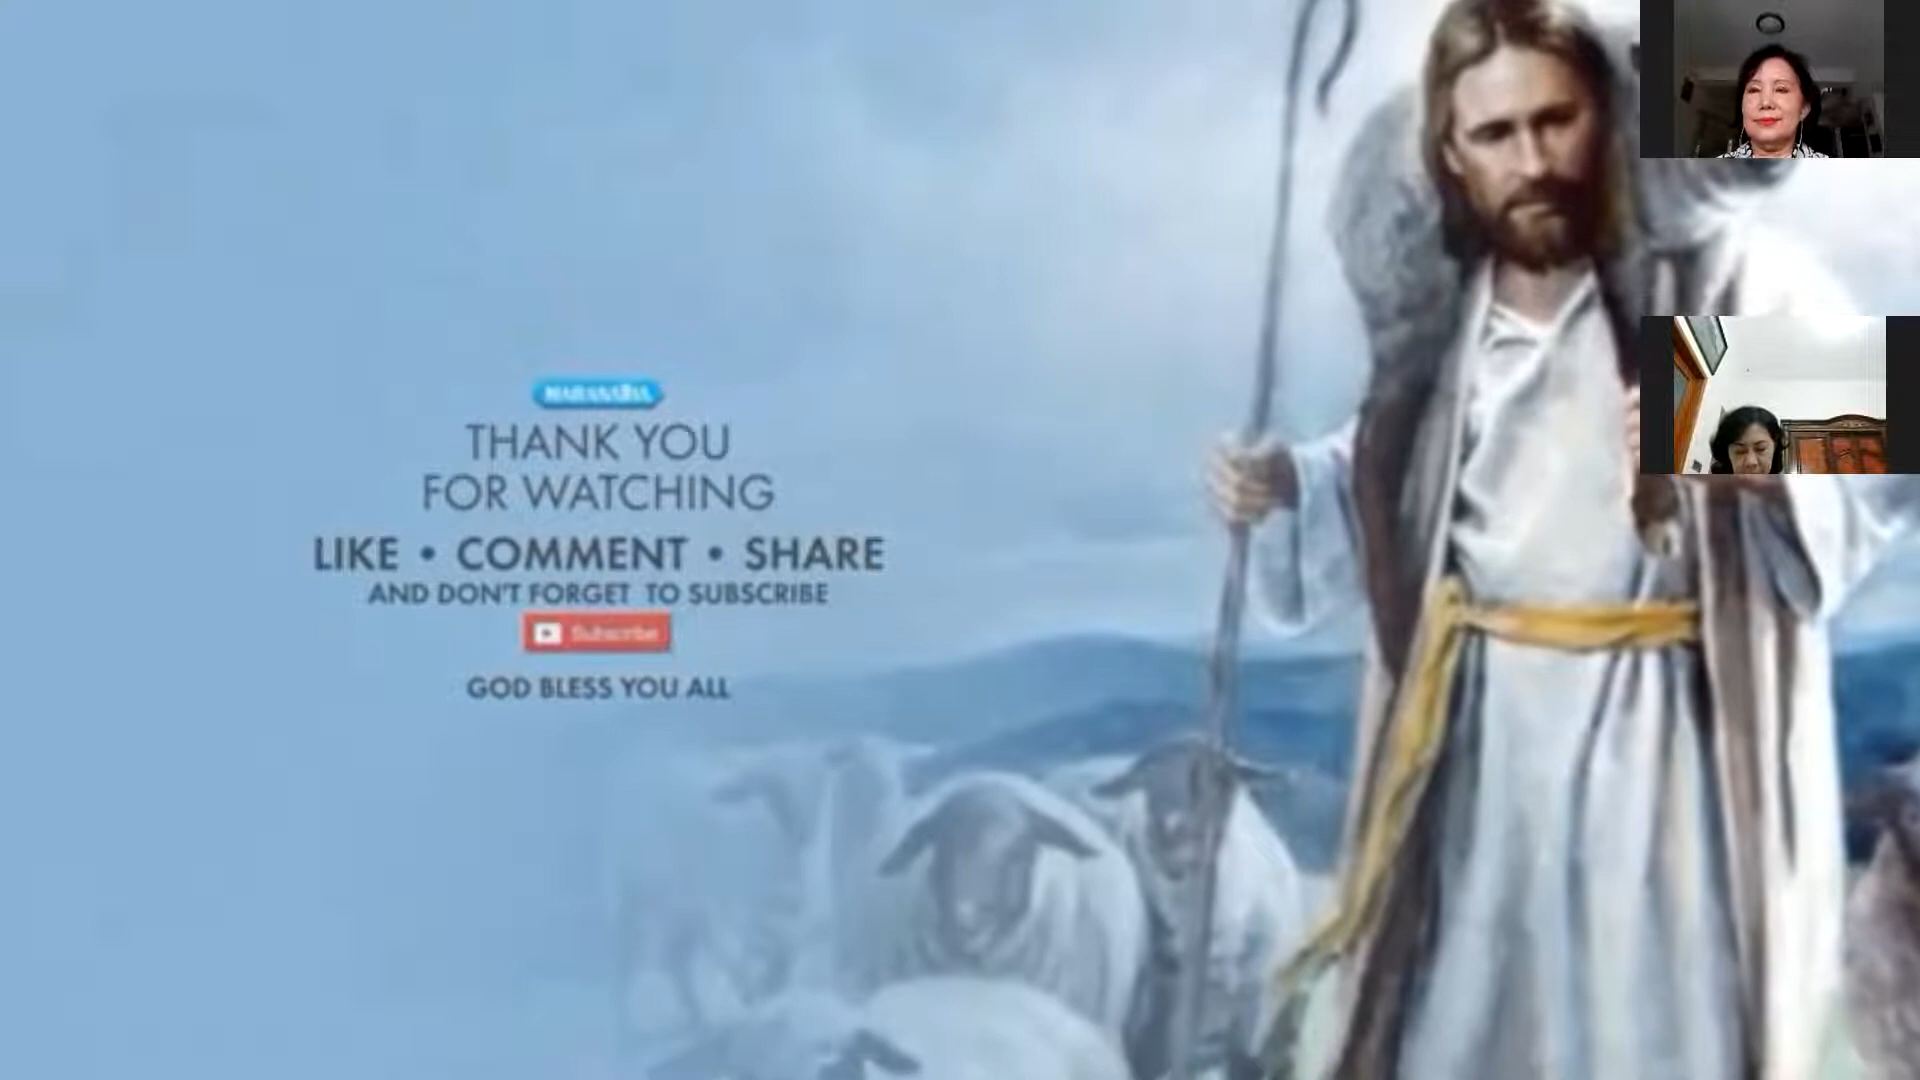 MARANATHA
THANK YOU
FOR WATCHING
LIKE • COMMENT • SHARE
AND DON'T FORGET TO SUBSCRIBE
Subscribe
GOD BLESS YOU ALL